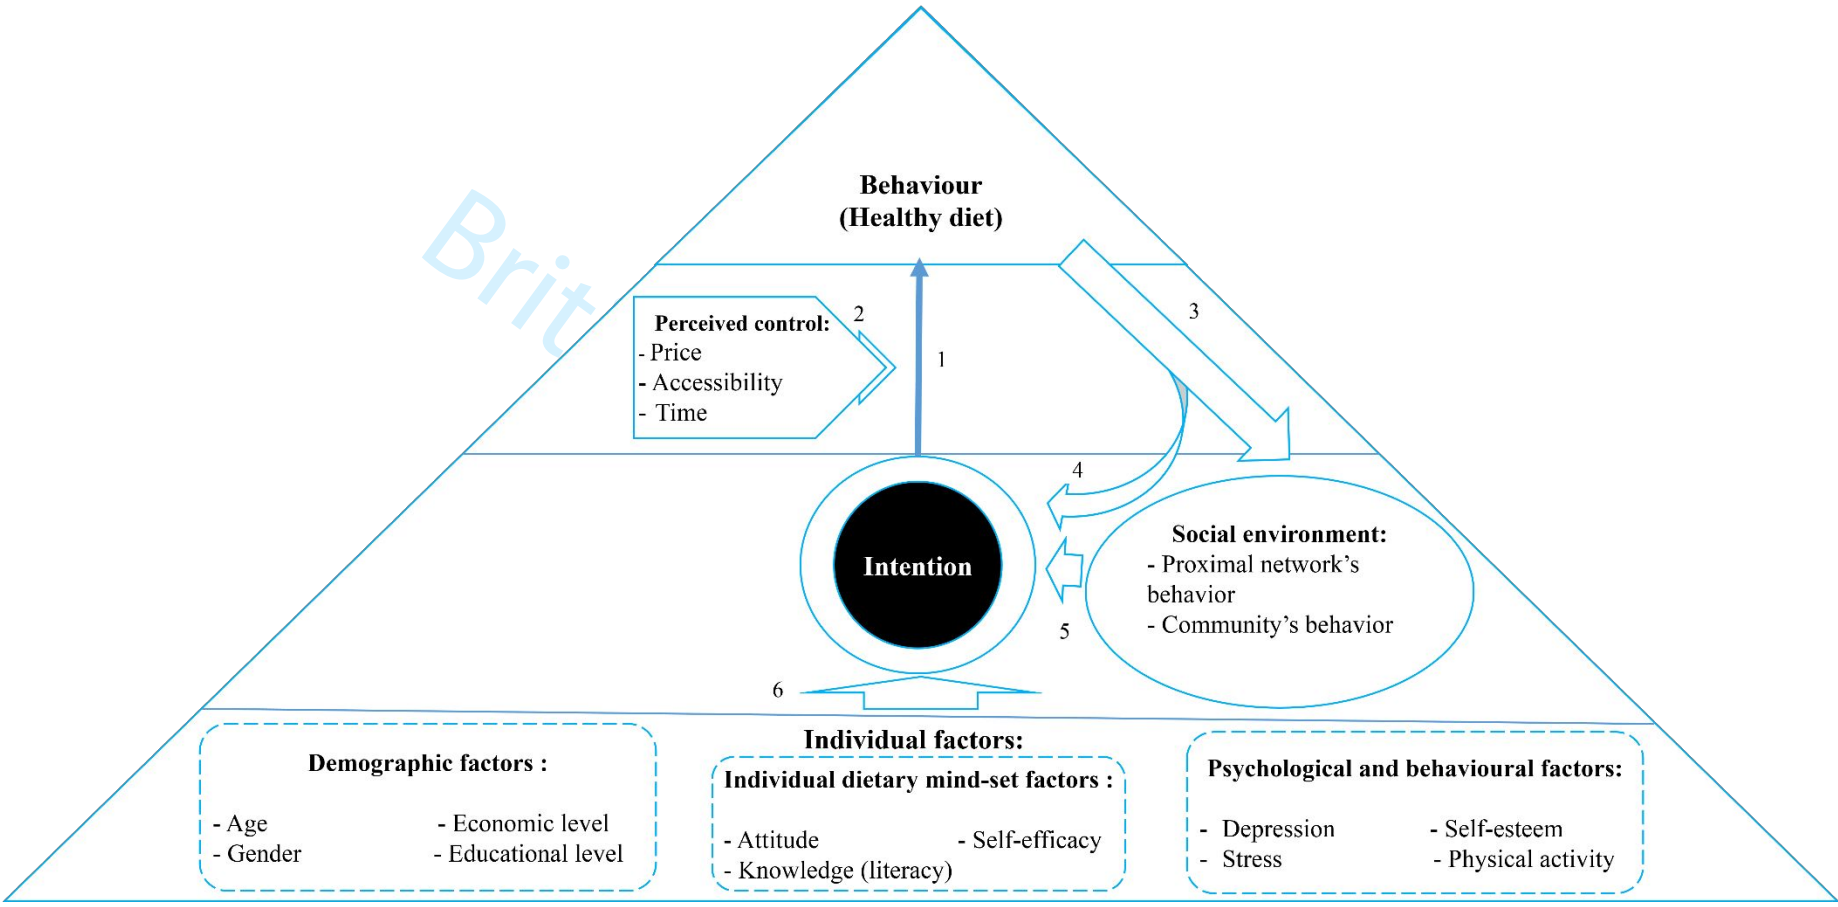 Behaviour
(Healthy diet)
Brit
Perceived control:
- Price
- Accessibility
- Time
2
1
3
4
Social environment:
- Proximal network’s
behavior
- Community’s behavior
5
Intention
6
Individual factors:
Demographic factors :
- Age - Economic level
- Gender - Educational level
Individual dietary mind-set factors :
- Attitude - Self-efficacy
- Knowledge (literacy)
Psychological and behavioural factors:
- Depression - Self-esteem
- Stress - Physical activity